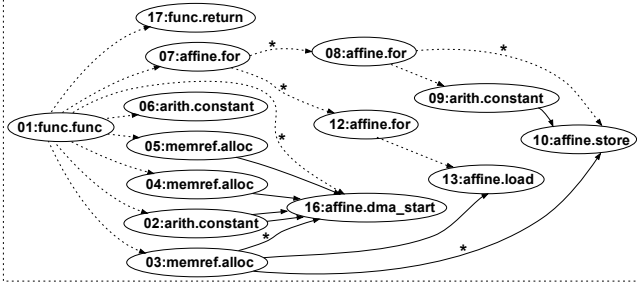 17:func.return
*
07:affine.for
08:affine.for
*
09:arith.constant
06:arith.constant
*
12:affine.for
01:func.func
*
10:affine.store
05:memref.alloc
13:affine.load
04:memref.alloc
16:affine.dma_start
02:arith.constant
*
*
03:memref.alloc